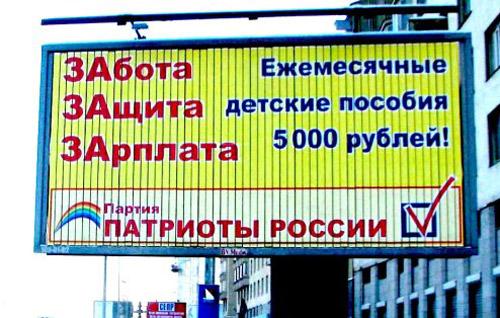 ЗАбота
ЗАщита
ЗАрплата
Ежемесячные
детские пособия
5 000 рублей!
Партия
ПАТРИОТЫ РОССИИ